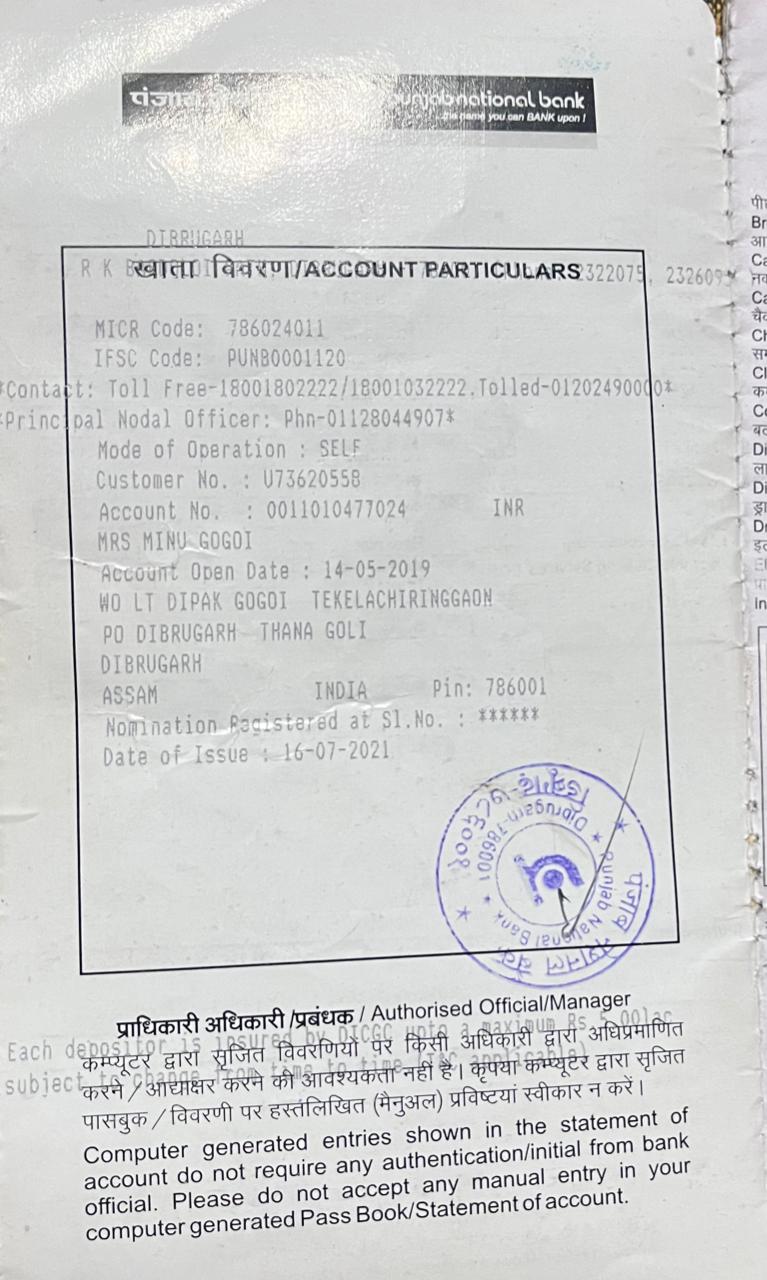 punjab national bank
the name you can BANK upon !
DIBRUGARH
खाता विवरण/ACCOUNT PARTICULARS
R K 2322075, 232609
MICR Code: 786024011
IFSC Code: PUNB0001120
*Contact: Toll Free-18001802222/18001032222.Tolled-01202490000*
*Principal Nodal Officer: Phn-01128044907*
Mode of Operation : SELF
Customer No. : U73620558
Account No. : 0011010477024 INR
MRS MINU GOGOI
Account Open Date : 14-05-2019
WO LT DIPAK GOGOI TEKELACHIRINGGAON
PO DIBRUGARH THANA GOLI
DIBRUGARH
ASSAM INDIA Pin: 786001
Nomination Registered at Sl.No. : ******
Date of Issue : 16-07-2021
पंजाब नेशनल बैंक
Punjab National Bank
Dibrugarh-786001
प्राधिकारी अधिकारी/प्रबंधक / Authorised Official/Manager
Each depositor is insured by DICGC upto a maximum Rs 5.00lac
कम्प्यूटर द्वारा सृजित विवरणियों पर किसी अधिकारी द्वारा अधिप्रमाणित
subject to change from time to time
करने / आद्याक्षर करने की आवश्यकता नहीं है। कृपया कम्प्यूटर द्वारा सृजित
पासबुक / विवरणी पर हस्तलिखित (मैनुअल) प्रविष्टयां स्वीकार न करें।
Computer generated entries shown in the statement of
account do not require any authentication/initial from bank
official. Please do not accept any manual entry in your
computer generated Pass Book/Statement of account.